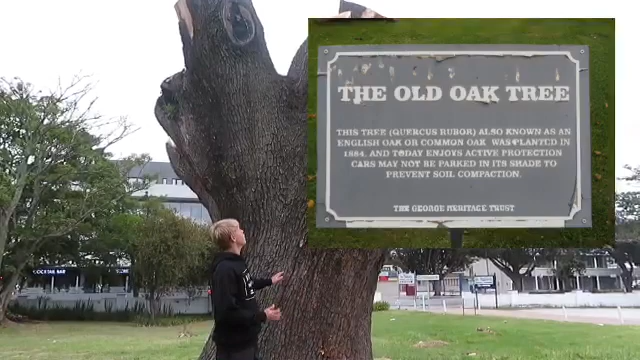 THE OLD OAK TREE
THIS TREE (QUERCUS RUBOR) ALSO KNOWN AS AN
ENGLISH OAK OR COMMON OAK WAS PLANTED IN
1884, AND TODAY ENJOYS ACTIVE PROTECTION
CARS MAY NOT BE PARKED IN ITS SHADE TO
PREVENT SOIL COMPACTION.
THE GEORGE HERITAGE TRUST
COCKTAIL BAR